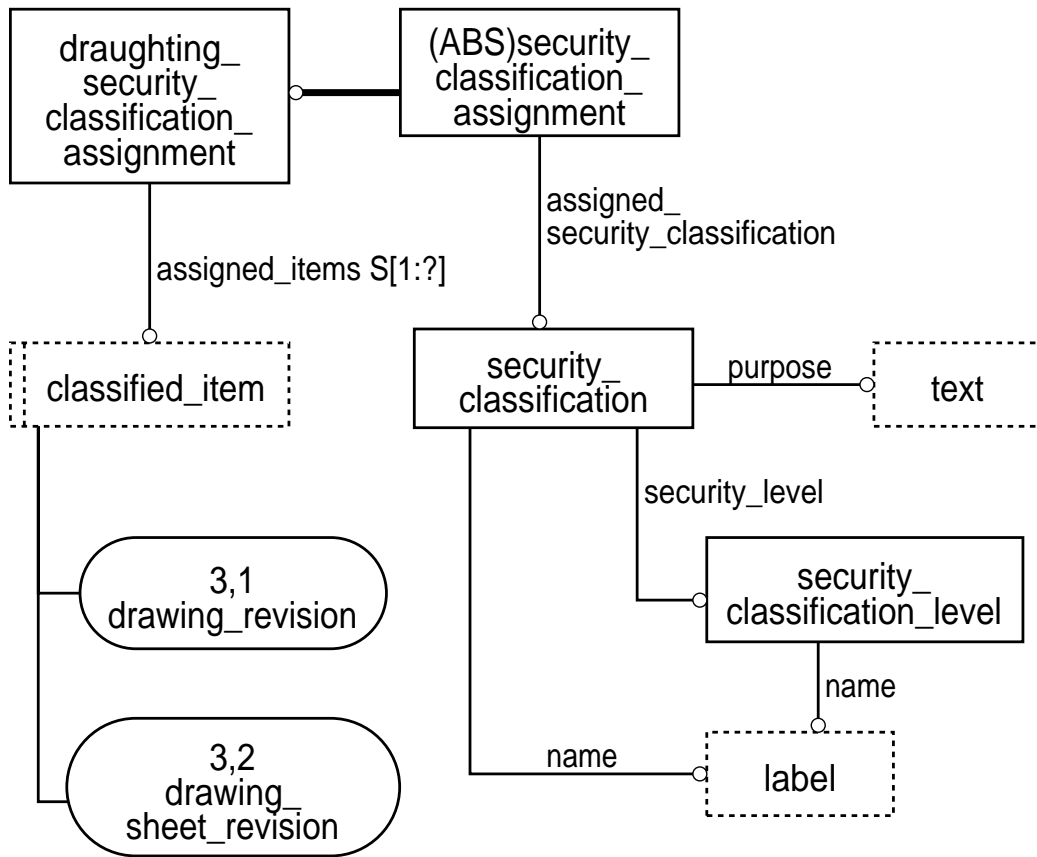 draughting_
security_
classification_
assignment
(ABS)security_
classification_
assignment
assigned_
security_classification
assigned_items S[1:?]
classified_item
security_
classification
purpose
text
security_level
3,1
drawing_revision
security_
classification_level
name
3,2
drawing_
sheet_revision
name
label